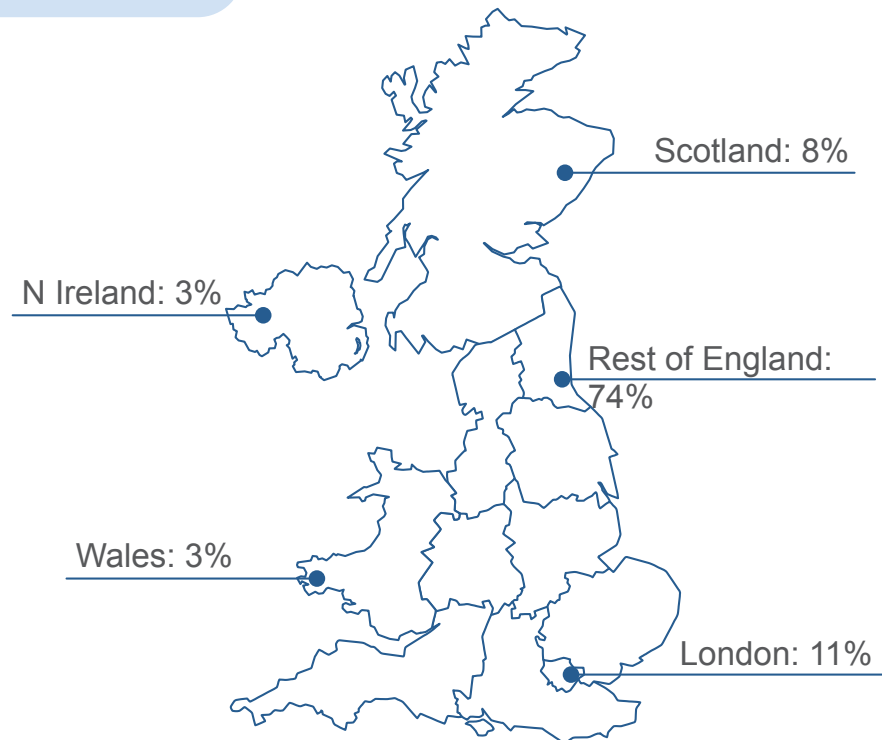 Scotland: 8%
N Ireland: 3%
Rest of England:
74%
Wales: 3%
London: 11%